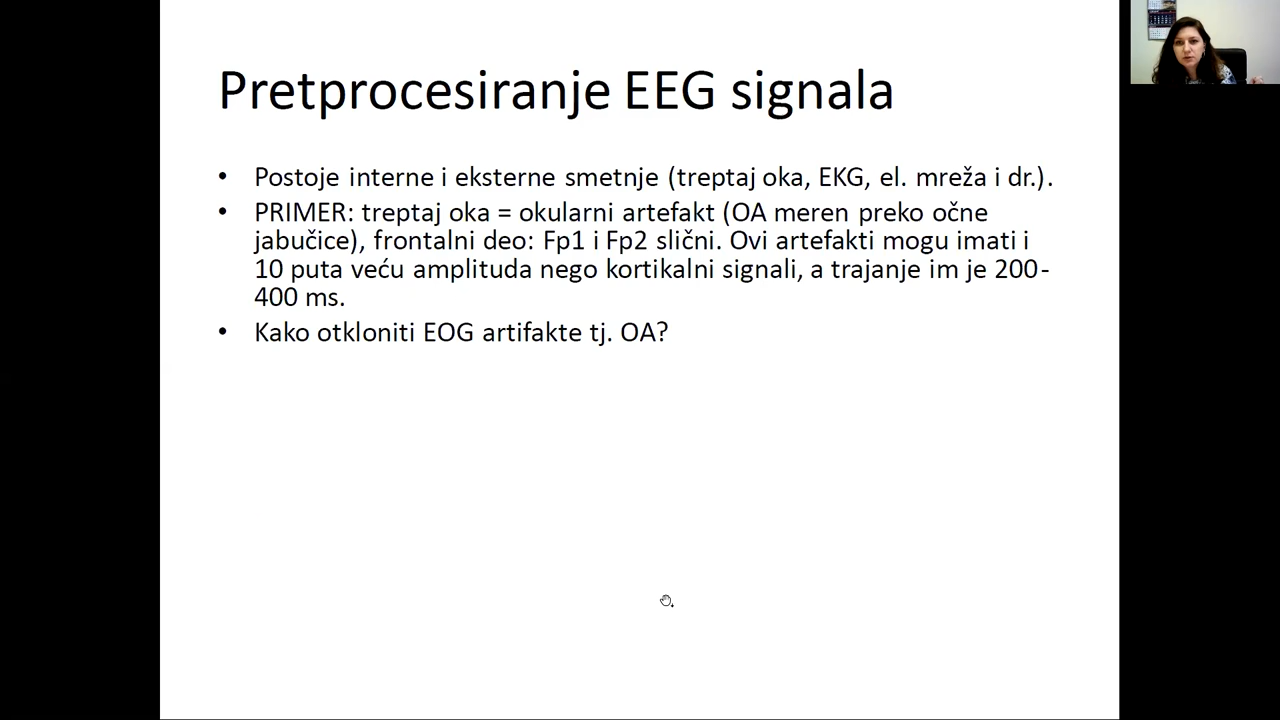 Pretprocesiranje EEG signala
• Postoje interne i eksterne smetnje (treptaj oka, EKG, el. mreža i dr.).
• PRIMER: treptaj oka = okularni artefakt (OA meren preko očne
jabučice), frontalni deo: Fp1 i Fp2 slični. Ovi artefakti mogu imati i
10 puta veću amplituda nego kortikalni signali, a trajanje im je 200-
400 ms.
• Kako otkloniti EOG artifakte tj. OA?